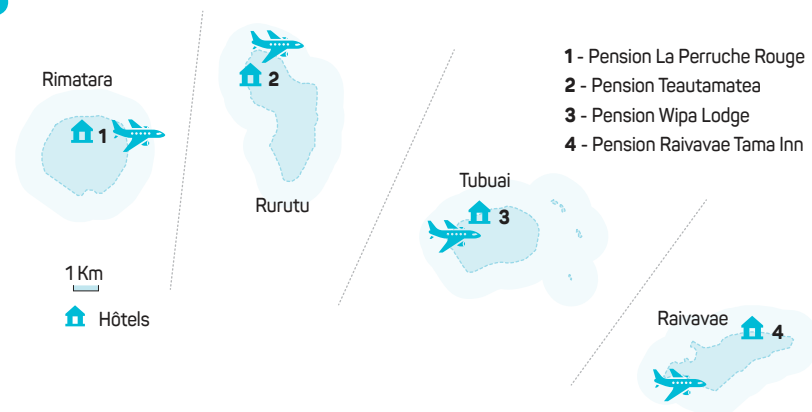 Rimatara
1
2
Rurutu
1 - Pension La Perruche Rouge
2 - Pension Teautamatea
3 - Pension Wipa Lodge
4 - Pension Raivavae Tama Inn
Tubuai
3
1 Km
Hôtels
Raivavae
4